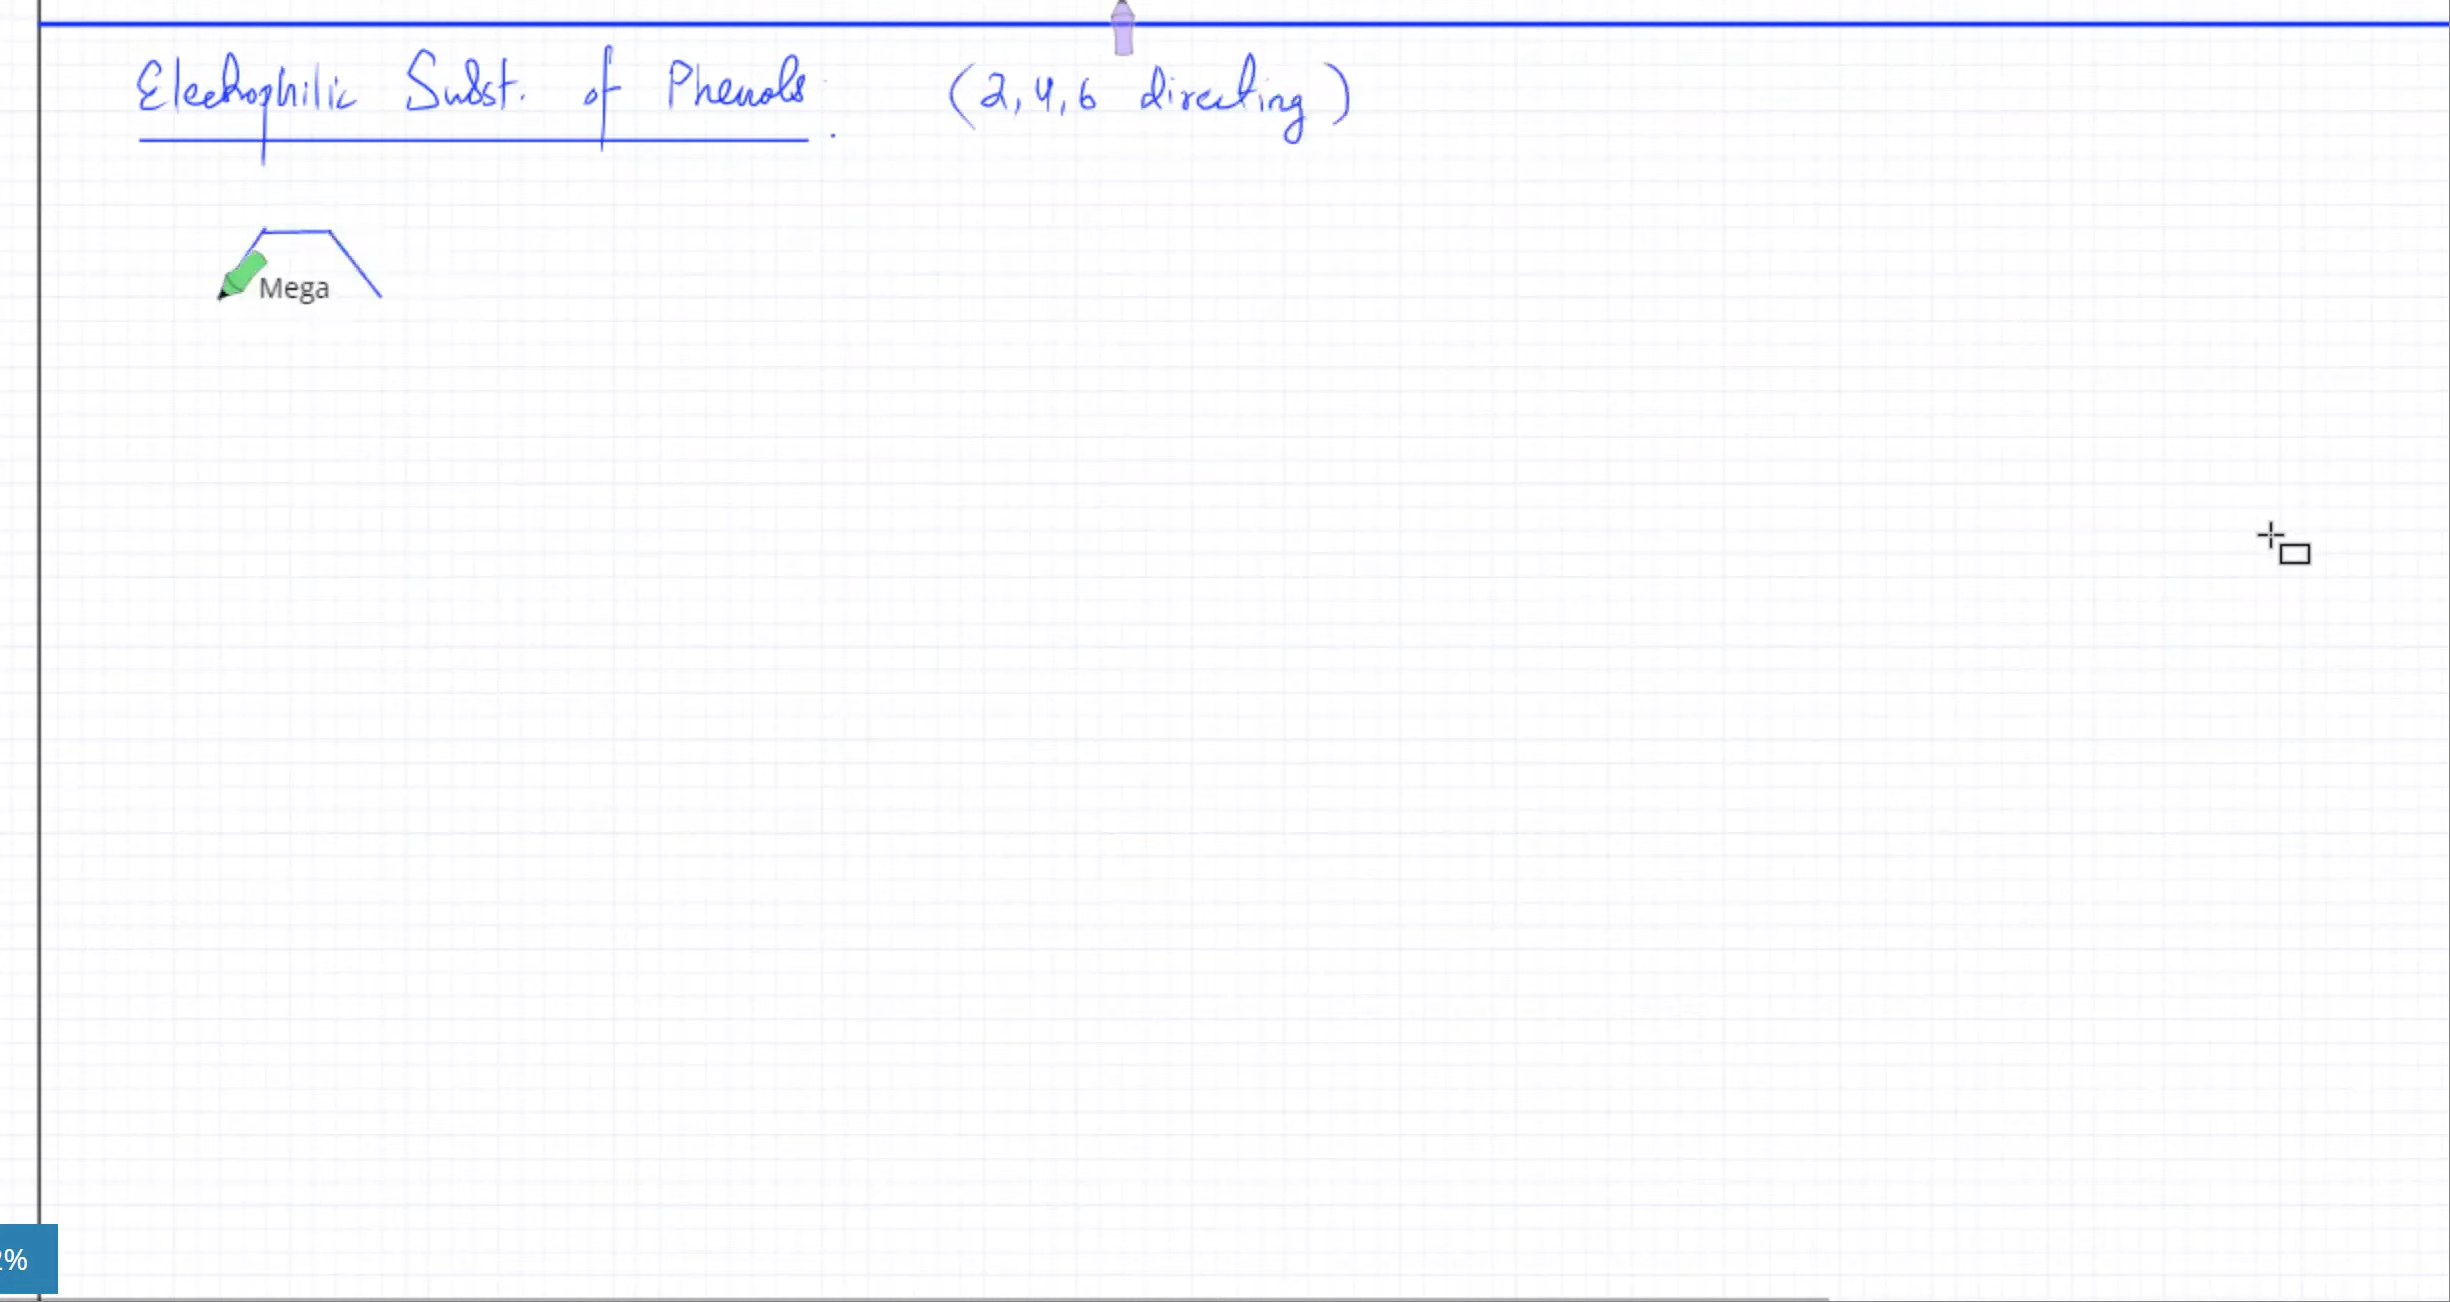 Electrophilic Subst. of Phenols. (2,4,6 directing)
Mega
2%